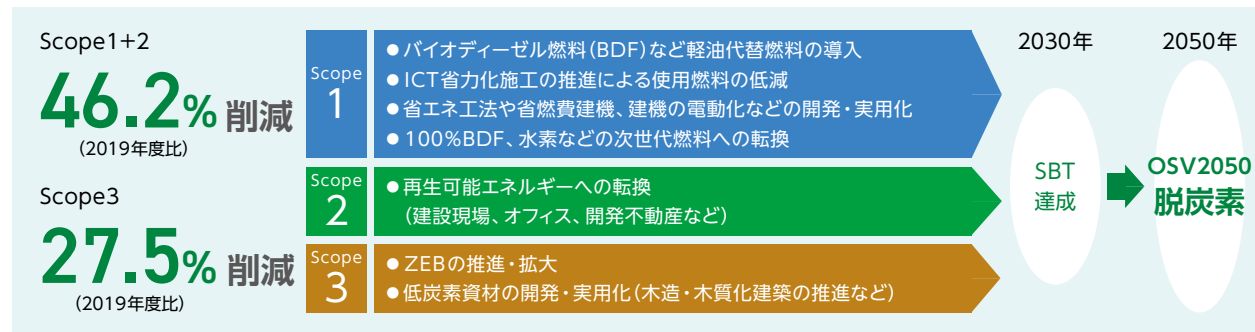 Scope1+2
46.2% 削減
(2019年度比)
Scope3
27.5% 削減
(2019年度比)
Scope
1
●バイオディーゼル燃料(BDF)など軽油代替燃料の導入
●ICT省力化施工の推進による使用燃料の低減
●省エネ工法や省燃費建機、建機の電動化などの開発・実用化
●100%BDF、水素などの次世代燃料への転換
Scope
2
●再生可能エネルギーへの転換
(建設現場、オフィス、開発不動産など)
Scope
3
●ZEBの推進・拡大
●低炭素資材の開発・実用化(木造・木質化建築の推進など)
2030年
SBT
達成
2050年
OSV2050
脱炭素